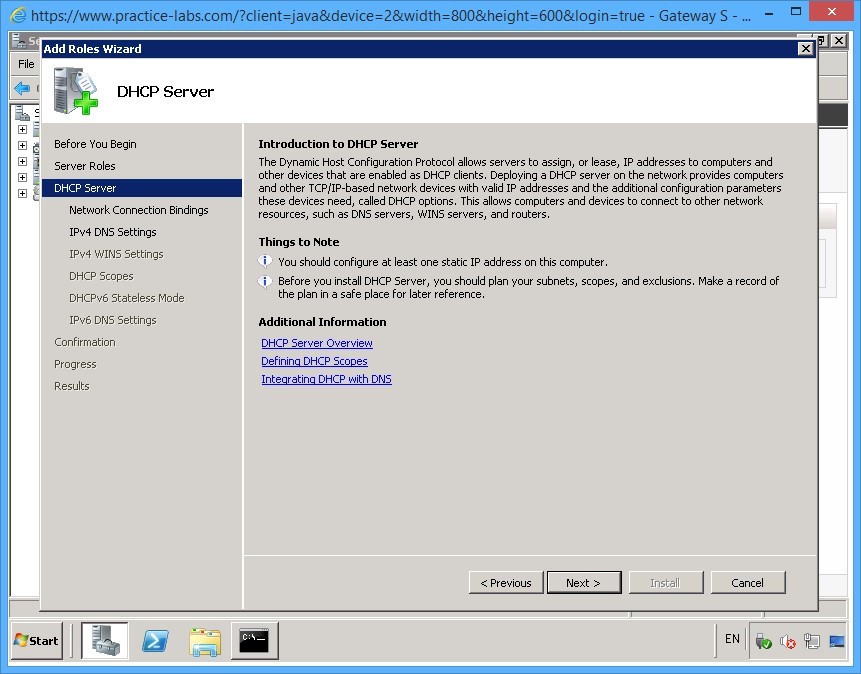 https://www.practice-labs.com/?client=java&device=2&width=800&height=600&login=true - Gateway S - ...
Add Roles Wizard
File
DHCP Server
Before You Begin
Server Roles
DHCP Server
Network Connection Bindings
IPv4 DNS Settings
IPv4 WINS Settings
DHCP Scopes
DHCPv6 Stateless Mode
IPv6 DNS Settings
Confirmation
Progress
Results
Introduction to DHCP Server
The Dynamic Host Configuration Protocol allows servers to assign, or lease, IP addresses to computers and
other devices that are enabled as DHCP clients. Deploying a DHCP server on the network provides computers
and other TCP/IP-based network devices with valid IP addresses and the additional configuration parameters
these devices need, called DHCP options. This allows computers and devices to connect to other network
resources, such as DNS servers, WINS servers, and routers.
Things to Note
You should configure at least one static IP address on this computer.
Before you install DHCP Server, you should plan your subnets, scopes, and exclusions. Make a record of
the plan in a safe place for later reference.
Additional Information
DHCP Server Overview
Defining DHCP Scopes
Integrating DHCP with DNS
< Previous
Next >
Install
Cancel
Start
C:\_
EN